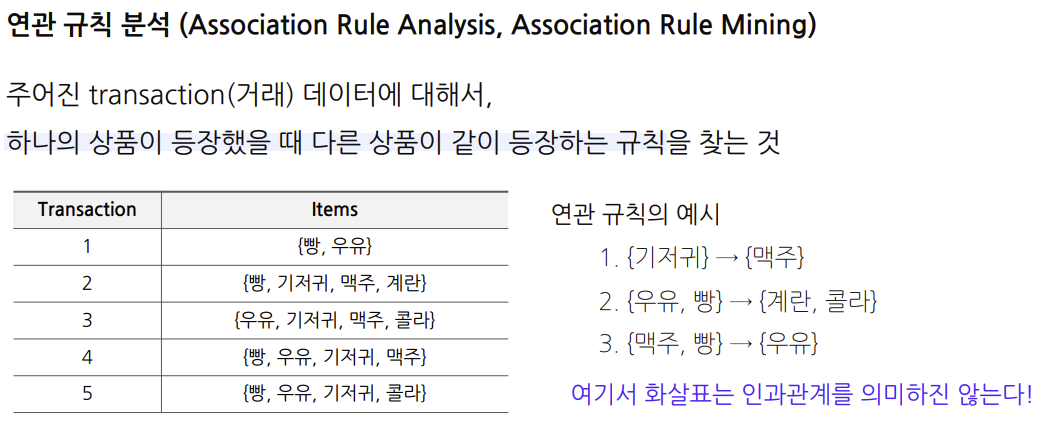 연관 규칙 분석 (Association Rule Analysis, Association Rule Mining)
주어진 transaction(거래) 데이터에 대해서,
하나의 상품이 등장했을 때 다른 상품이 같이 등장하는 규칙을 찾는 것
Transaction Items
1 {빵, 우유}
2 {빵, 기저귀, 맥주, 계란}
3 {우유, 기저귀, 맥주, 콜라}
4 {빵, 우유, 기저귀, 맥주}
5 {빵, 우유, 기저귀, 콜라}
연관 규칙의 예시
1. {기저귀} → {맥주}
2. {우유, 빵} → {계란, 콜라}
3. {맥주, 빵} → {우유}
여기서 화살표는 인과관계를 의미하진 않는다!